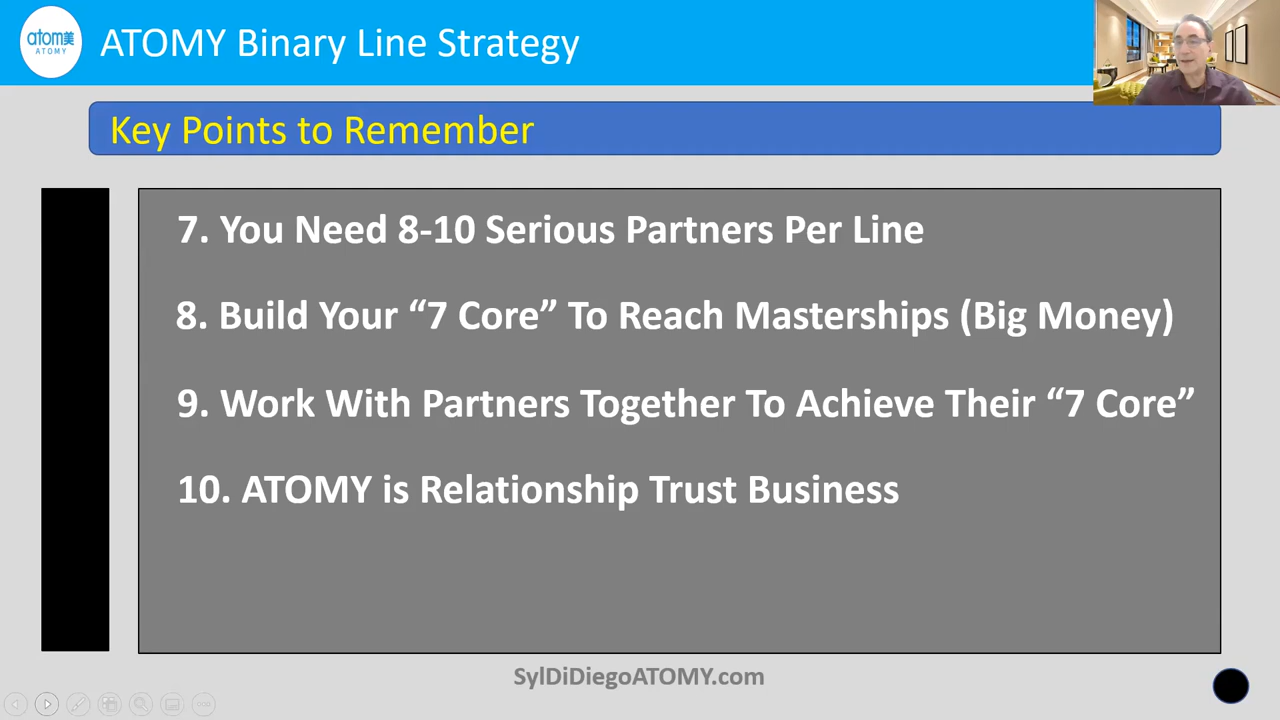 atom美
ATOMY
ATOMY Binary Line Strategy
Key Points to Remember
7. You Need 8-10 Serious Partners Per Line
8. Build Your “7 Core” To Reach Masterships (Big Money)
9. Work With Partners Together To Achieve Their “7 Core”
10. ATOMY is Relationship Trust Business
SylDiDiegoATOMY.com